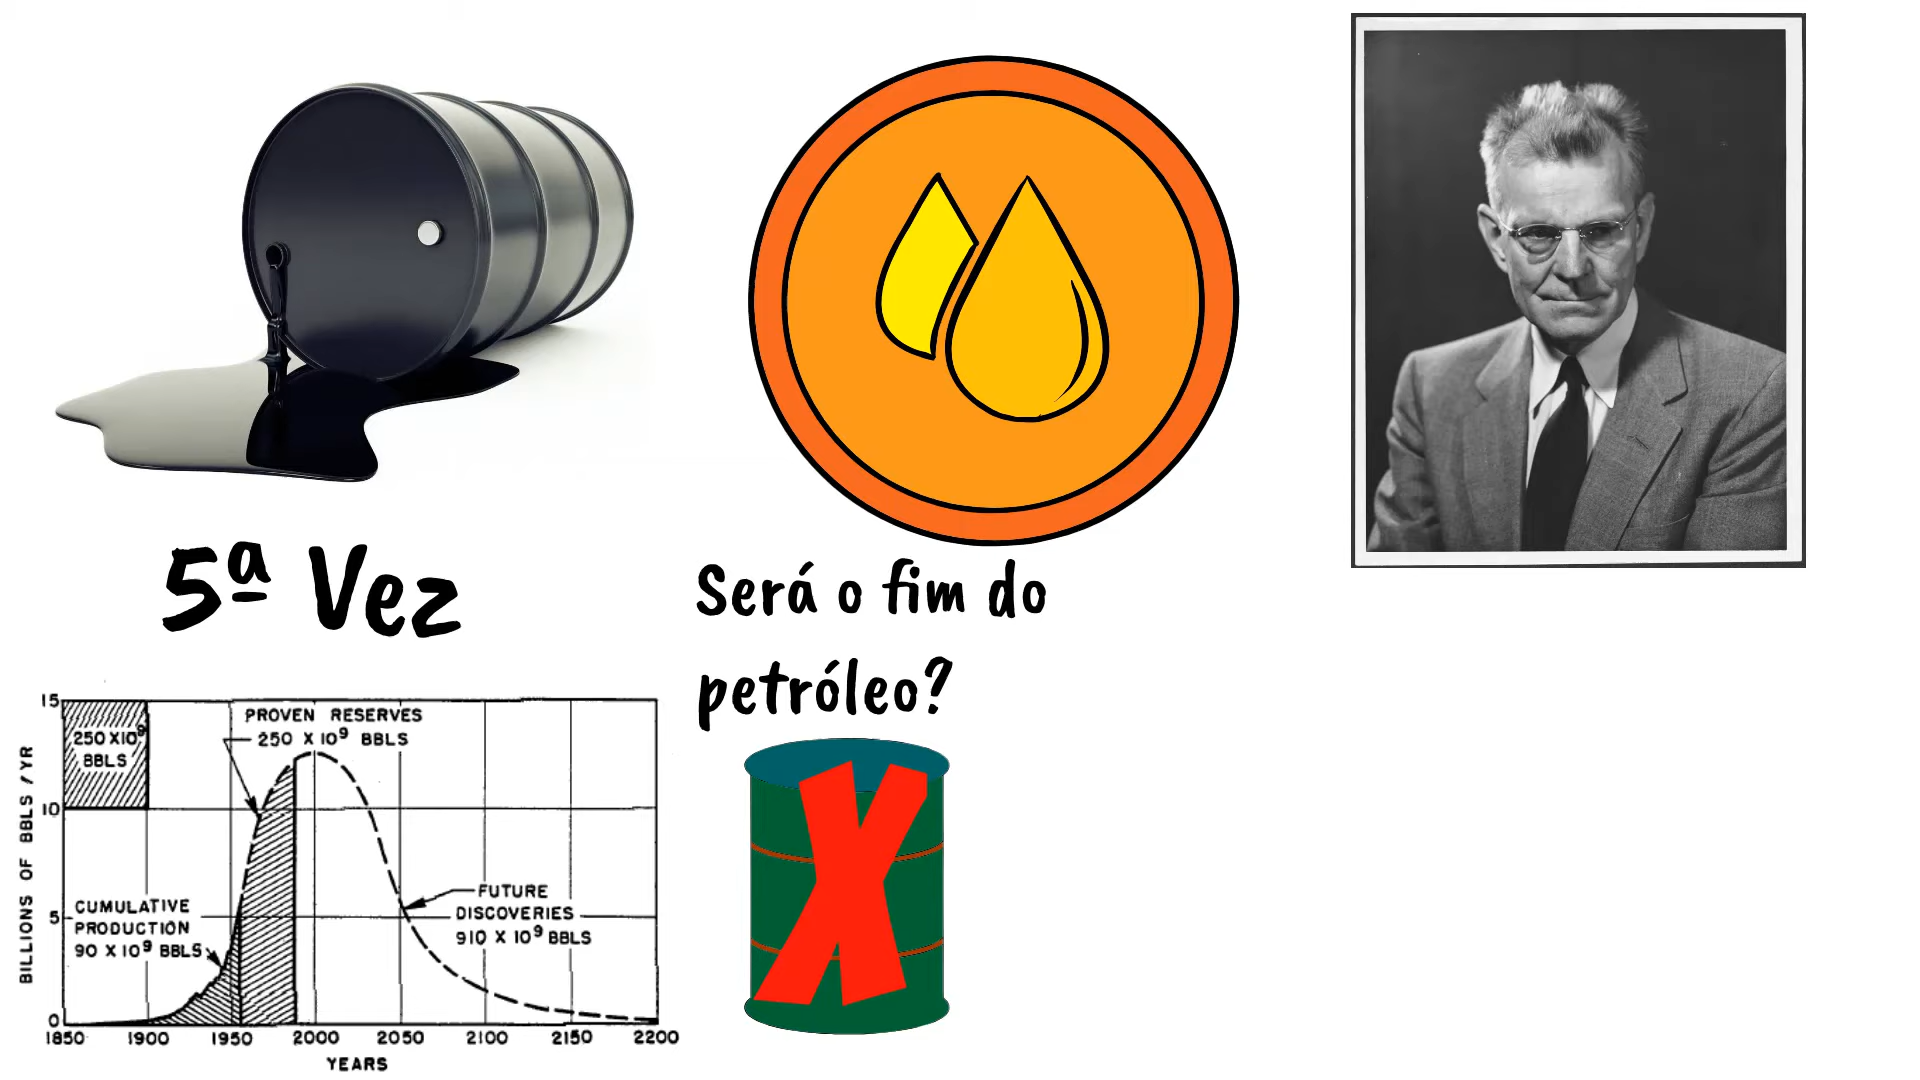 5ª Vez
Será o fim do
petróleo?
15
250 X10⁹
BBLS
PROVEN RESERVES
250 X 10⁹ BBLS
10
BILLIONS OF BBLS / YR
CUMULATIVE
PRODUCTION
90 X 10⁹ BBLS
5
FUTURE
DISCOVERIES
910 X 10⁹ BBLS
0
1850 1900 1950 2000 2050 2100 2150 2200
YEARS
X